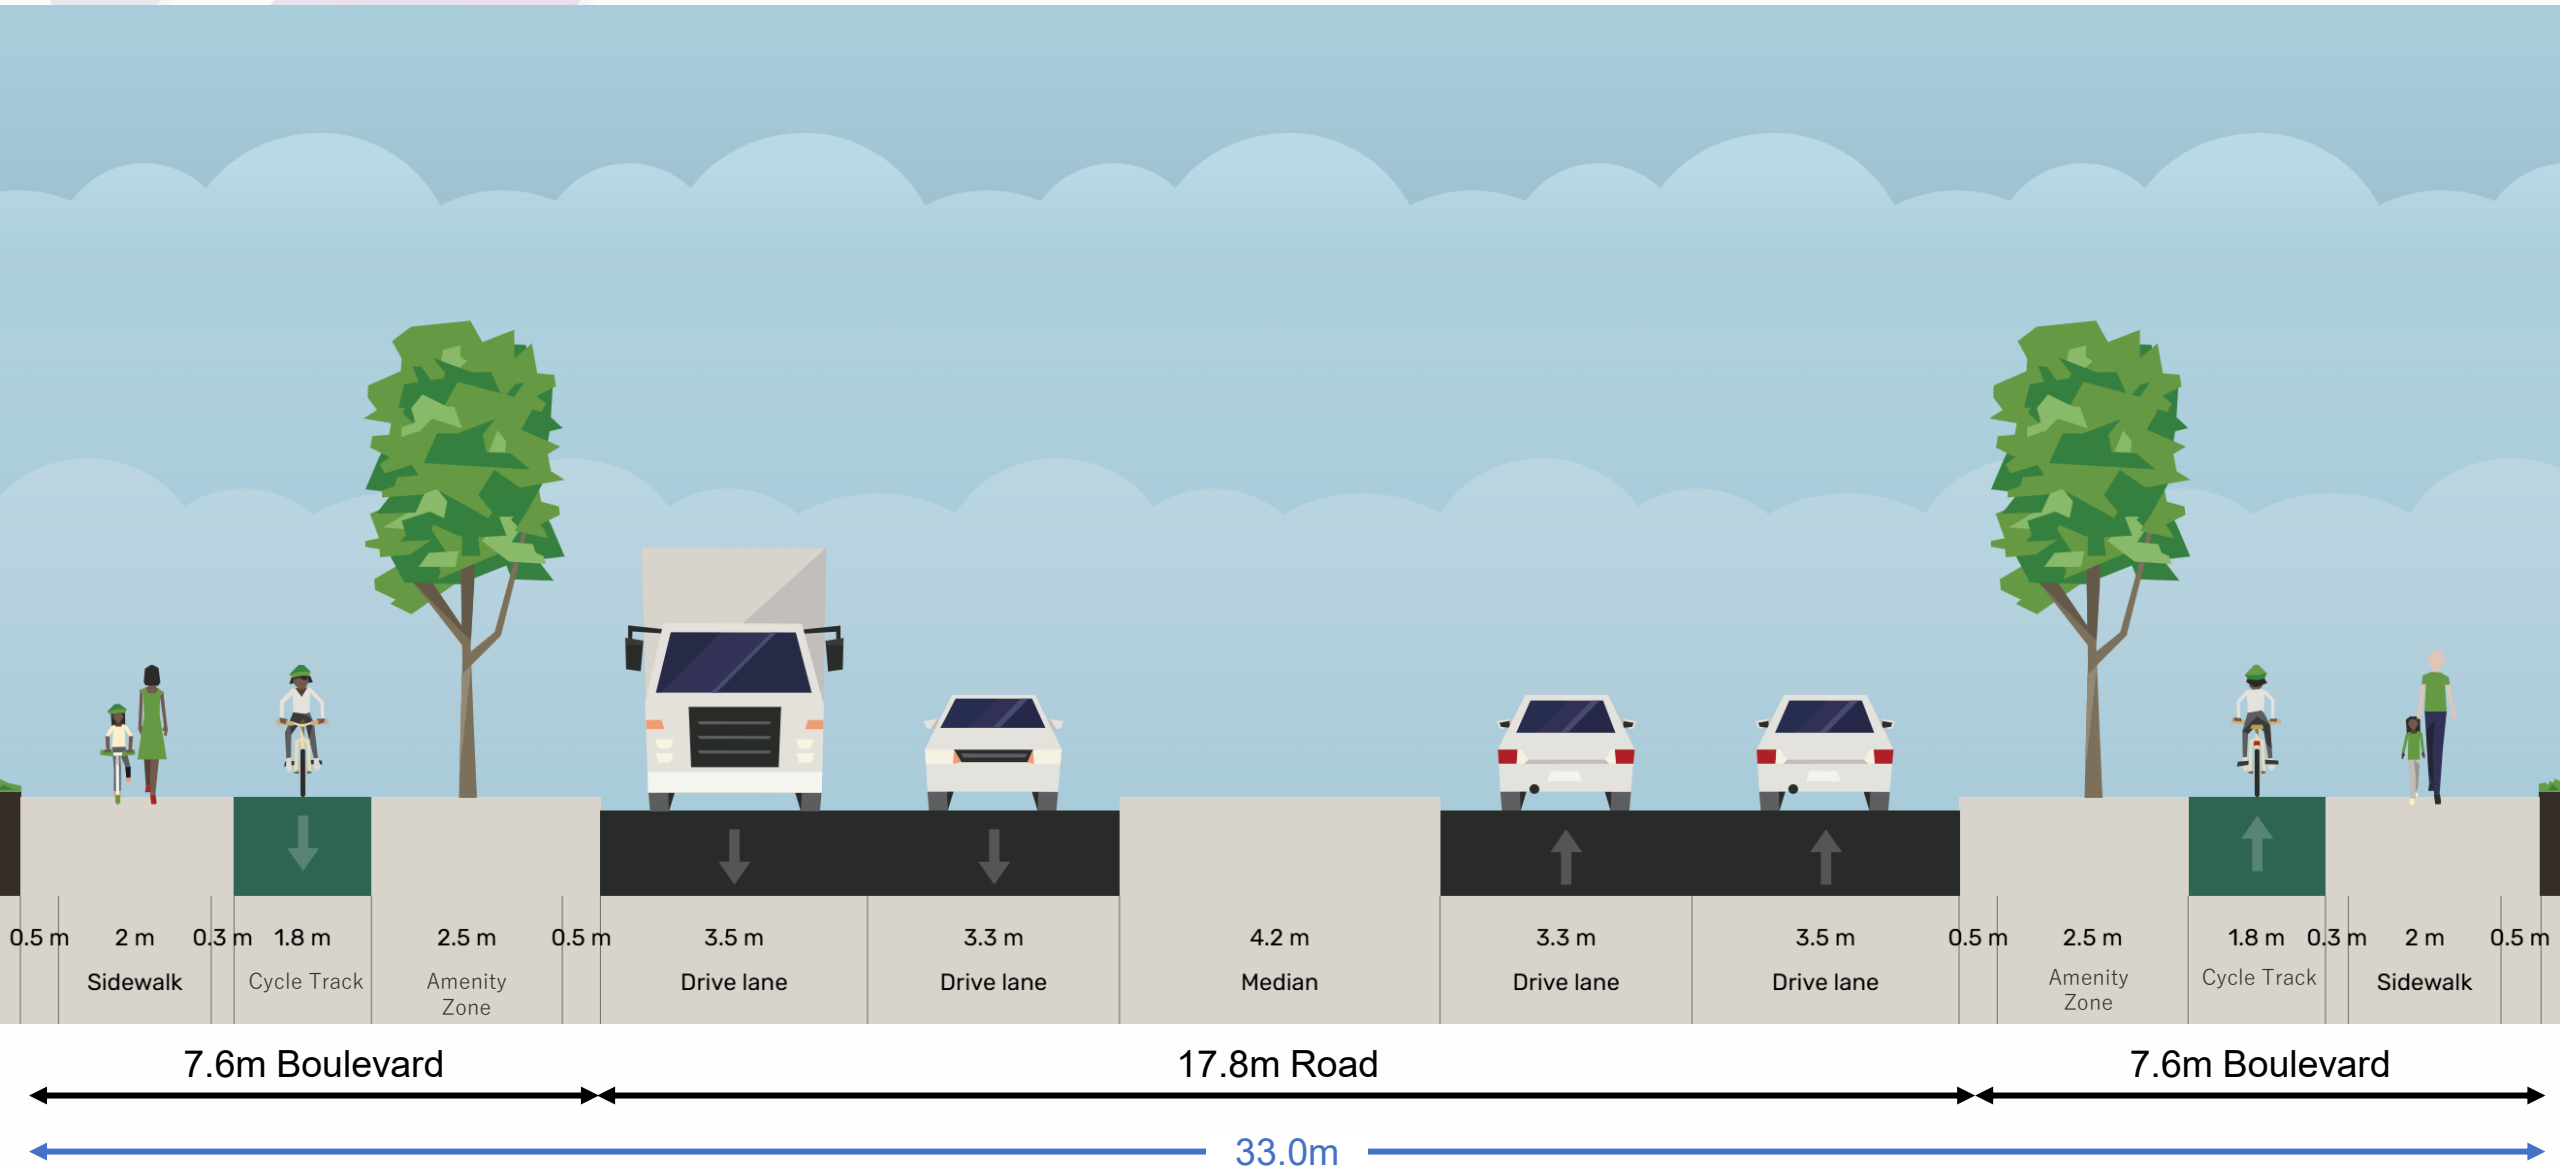 0.5 m 2 m 0.3 m 1.8 m 2.5 m 0.5 m 3.5 m 3.3 m 4.2 m 3.3 m 3.5 m 0.5 m 2.5 m 1.8 m 0.3 m 2 m 0.5 m
Sidewalk Cycle Track Amenity Drive lane Drive lane Median Drive lane Drive lane Amenity Cycle Track Sidewalk
Zone Zone
7.6m Boulevard 17.8m Road 7.6m Boulevard
33.0m